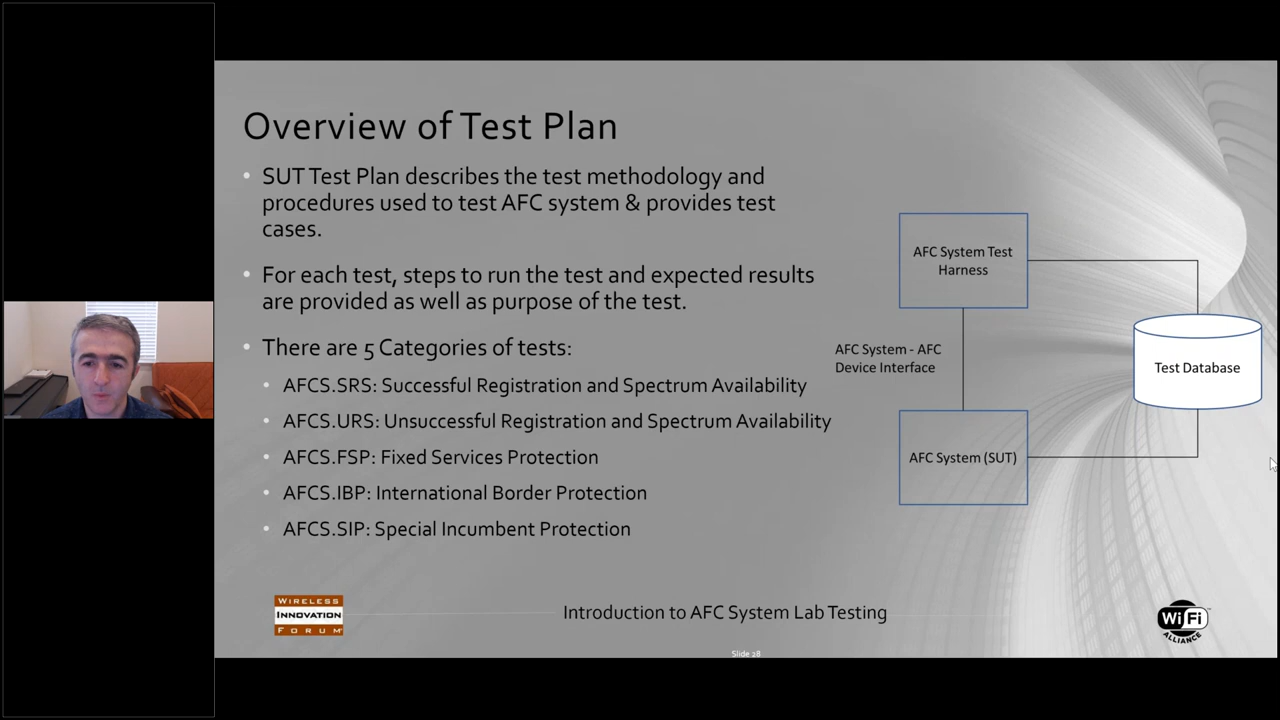 Overview of Test Plan
• SUT Test Plan describes the test methodology and
procedures used to test AFC system & provides test
cases.
• For each test, steps to run the test and expected results
are provided as well as purpose of the test.
• There are 5 Categories of tests:
• AFCS.SRS: Successful Registration and Spectrum Availability
• AFCS.URS: Unsuccessful Registration and Spectrum Availability
• AFCS.FSP: Fixed Services Protection
• AFCS.IBP: International Border Protection
• AFCS.SIP: Special Incumbent Protection
AFC System Test
Harness
AFC System - AFC
Device Interface
Test Database
AFC System (SUT)
WIRELESS
INNOVATION
FORUM
Introduction to AFC System Lab Testing
Wi Fi
ALLIANCE
Slide 28